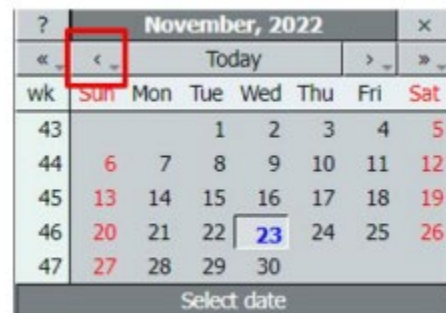 ? November, 2022 ×
« ‹ Today › »
wk Sun Mon Tue Wed Thu Fri Sat
43 1 2 3 4 5
44 6 7 8 9 10 11 12
45 13 14 15 16 17 18 19
46 20 21 22 23 24 25 26
47 27 28 29 30
Select date